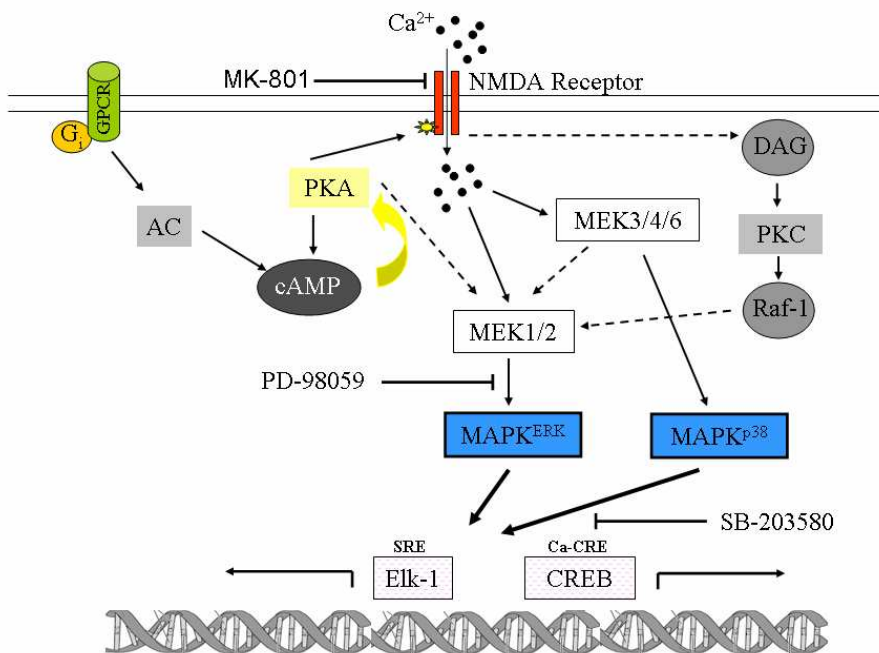 Ca²⁺
MK-801
NMDA Receptor
GPCR
Gᵢ
DAG
PKA
MEK3/4/6
AC
PKC
cAMP
Raf-1
MEK1/2
PD-98059
MAPKᴱᴿᴷ
MAPKᵖ³⁸
SB-203580
SRE
Ca-CRE
Elk-1
CREB